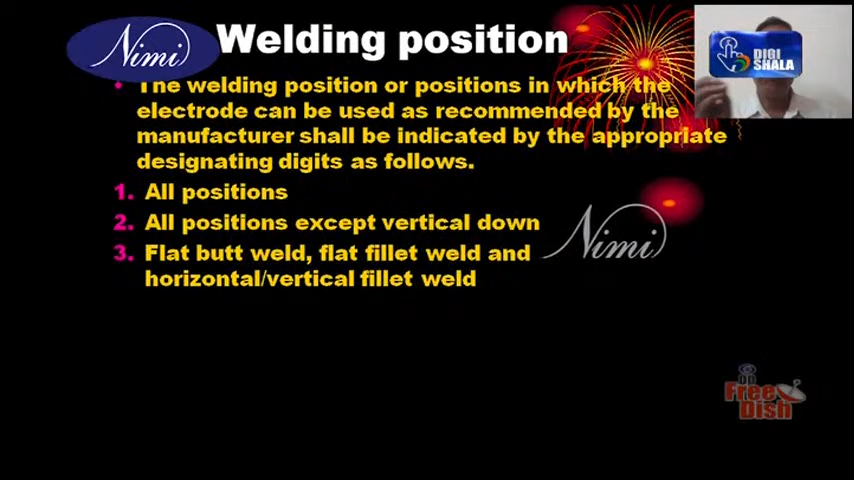 Nimi
Welding position
• The welding position or positions in which the
electrode can be used as recommended by the
manufacturer shall be indicated by the appropriate
designating digits as follows.
1. All positions
2. All positions except vertical down
3. Flat butt weld, flat fillet weld and
horizontal/vertical fillet weld
Nimi
DIGI
SHALA
DD
Free
Dish